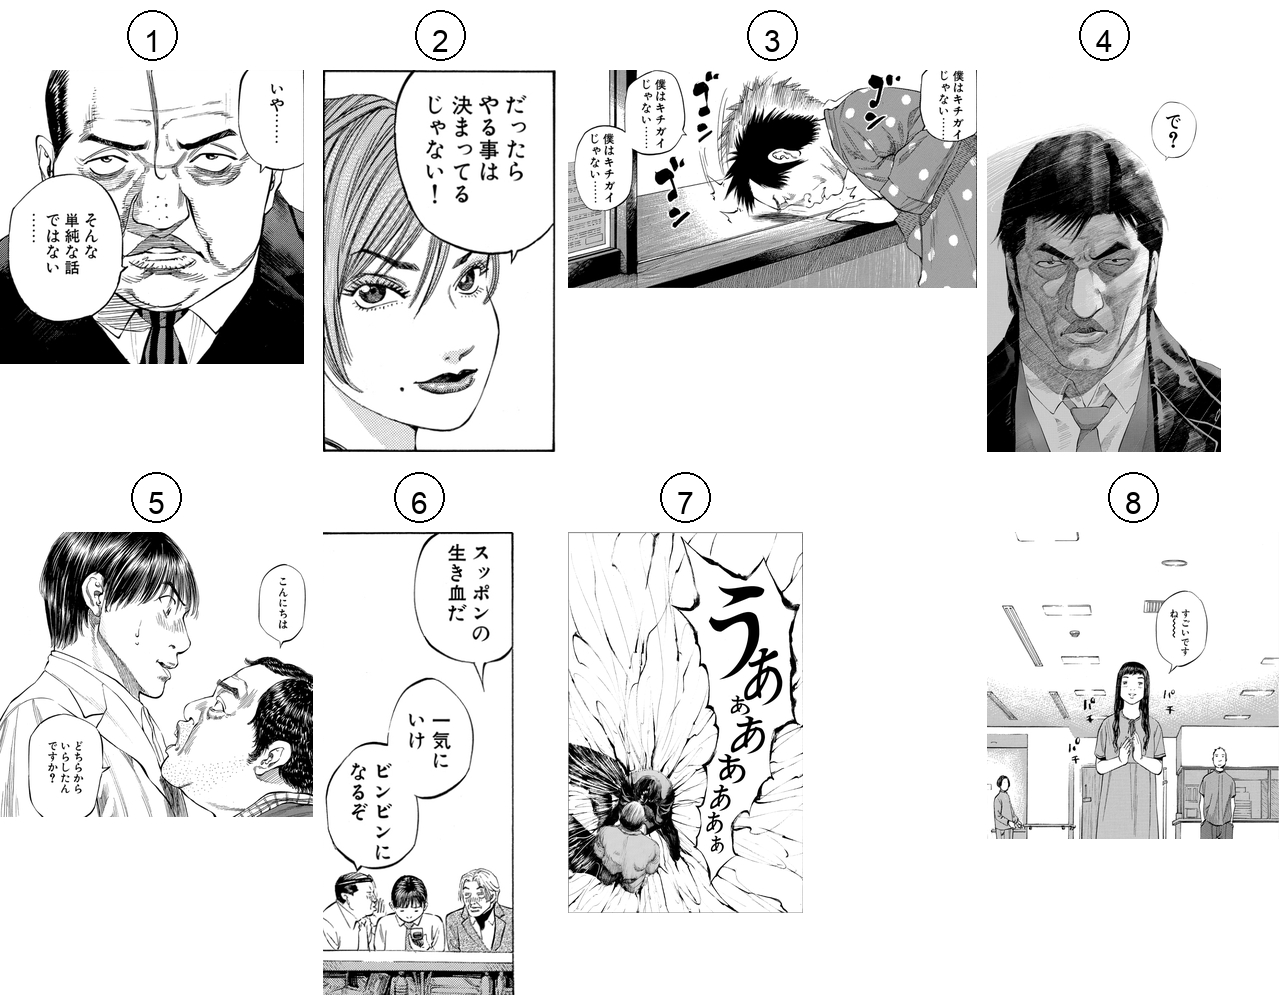 1
いや……
そんな
単純な話
ではない
……
2
だったら
やる事は
決まってる
じゃない！
3
僕はキチガイ
じゃない……
ゴン
ゴン
ゴン
僕はキチガイ
じゃない……
僕はキチガイ
じゃない……
4
で？
5
こんにちは
どちらから
いらしたん
ですか？
6
スッポンの
生き血だ
一気に
いけ
ビンビンに
なるぞ
7
うあぁぁあぁぁぁ
8
すごいです
ね〜〜
パチ
パチ
パチ